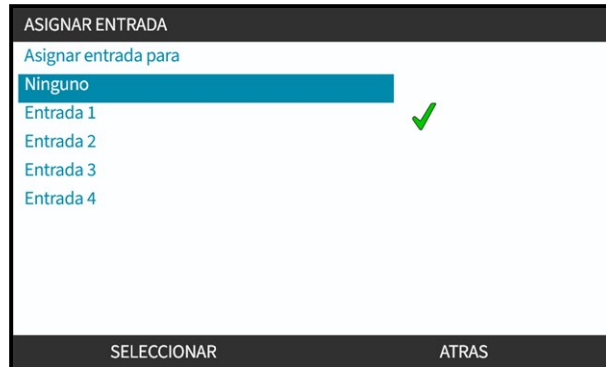 ASIGNAR ENTRADA
Asignar entrada para
Ninguno
Entrada 1
Entrada 2
Entrada 3
Entrada 4
SELECCIONAR ATRAS